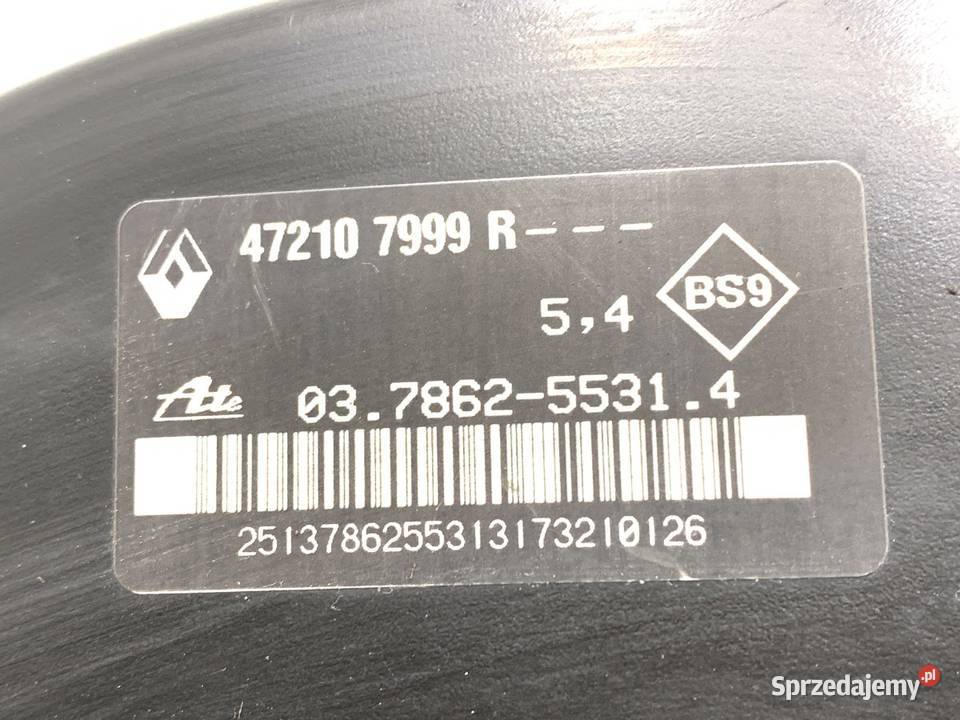 47210 7999 R---
5,4
BS9
Ate 03.7862-5531.4
2513786255313173210126
Sprzedajemy.pl